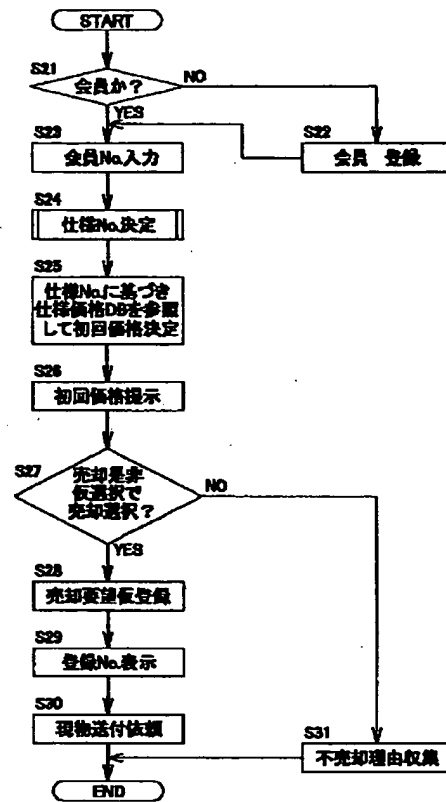 START
S21
会員か？
NO
YES
S23
会員No.入力
S22
会員 登録
S24
仕様No.決定
S25
仕様No.に基づき
仕様価格DBを参照
して初回価格決定
S26
初回価格提示
S27
売却是非
仮選択で
売却選択？
NO
YES
S28
売却要望仮登録
S29
登録No.表示
S30
現物送付依頼
S31
不売却理由収集
END